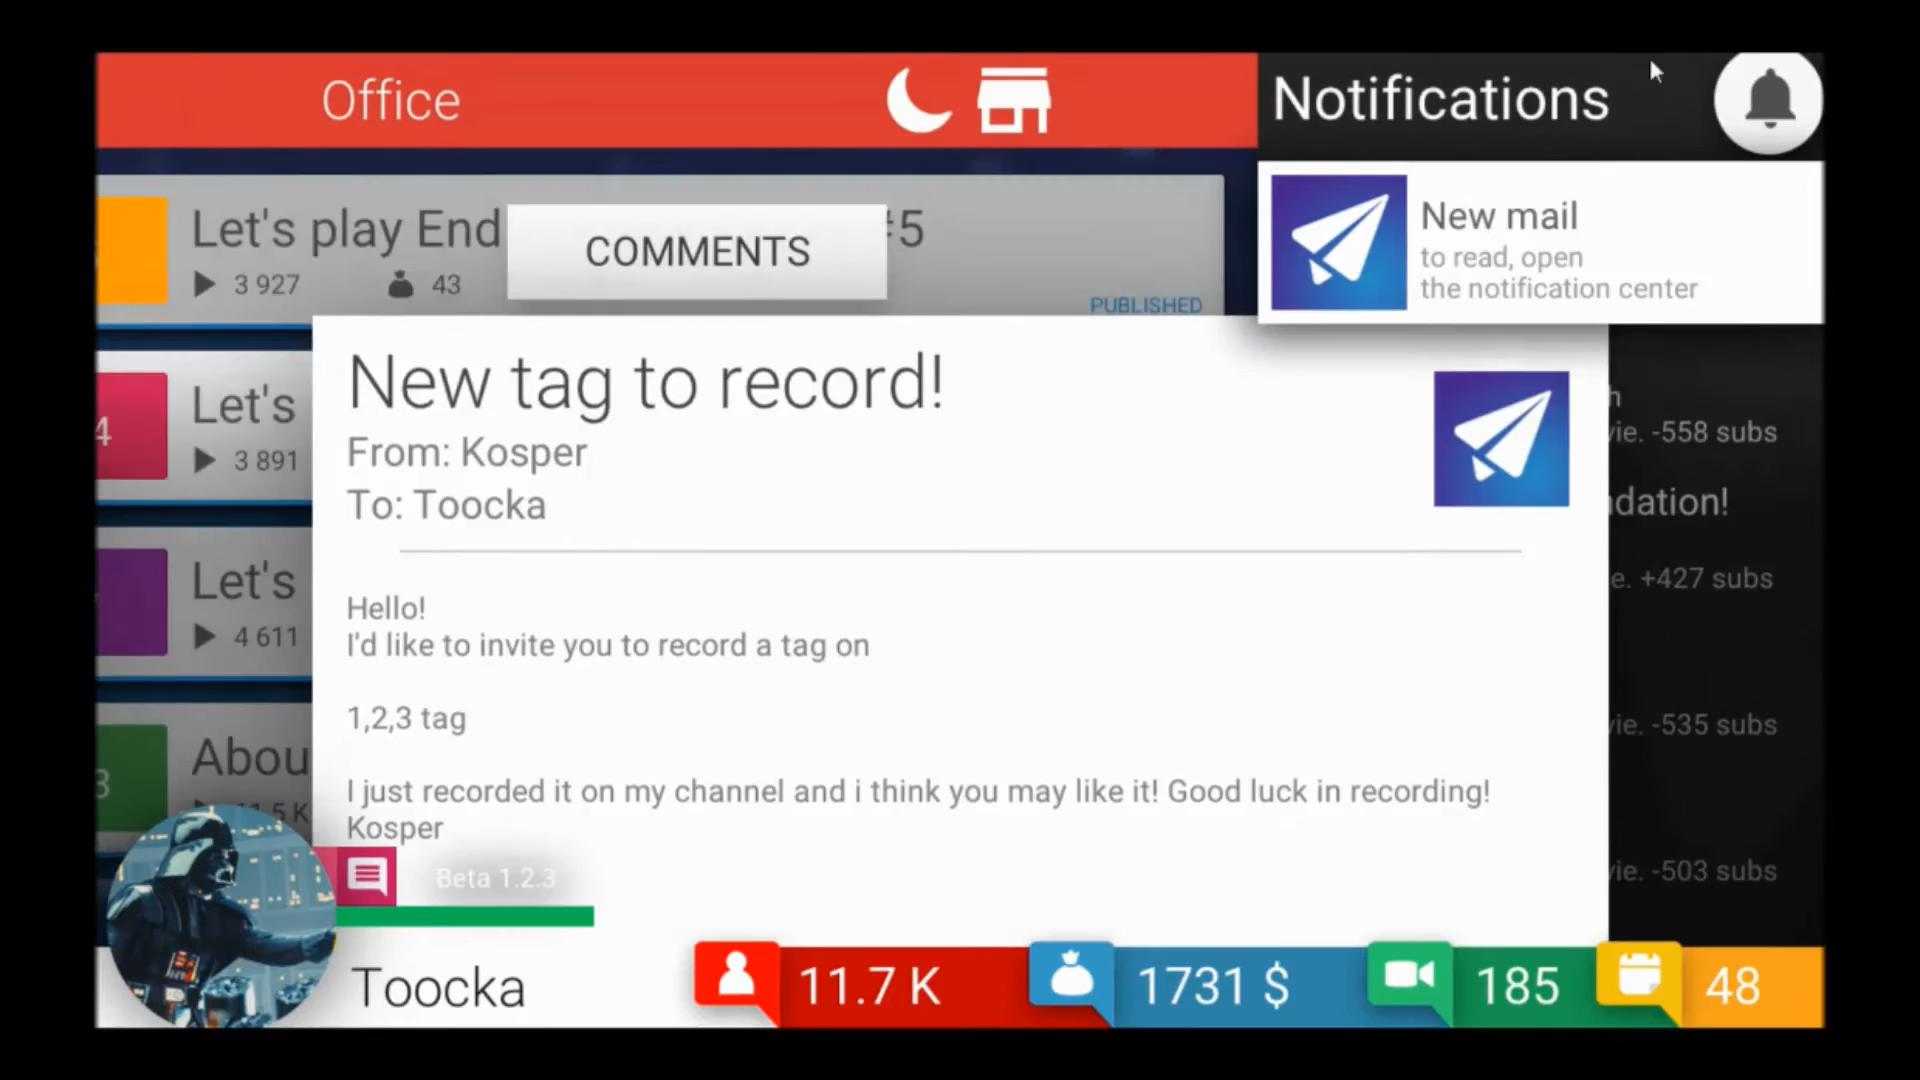 Office
Notifications
New mail
to read, open
the notification center
Let's play End
#5
3 927
43
PUBLISHED
COMMENTS
Let's
4
3 891
Let's
4 611
Abou
3
New tag to record!
From: Kosper
To: Toocka
Hello!
I'd like to invite you to record a tag on
1,2,3 tag
I just recorded it on my channel and i think you may like it! Good luck in recording!
Kosper
-558 subs
dation!
+427 subs
-535 subs
-503 subs
Beta 1.2.3
Toocka
11.7 K
1731 $
185
48